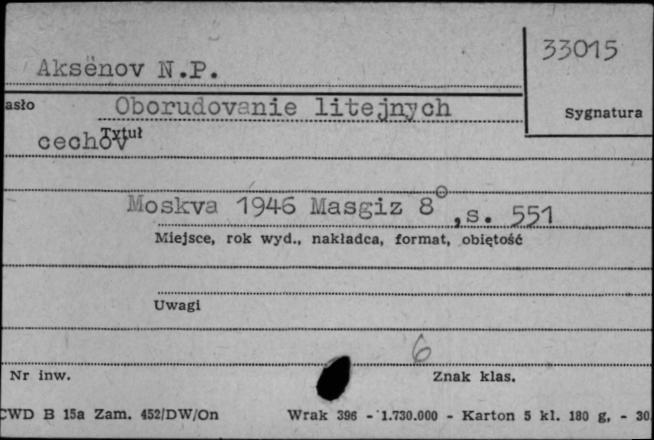 33015
Aksënov N.P.
asło Oborudovanie litejnych
Sygnatura
cechov Tytuł
Moskva 1946 Masgiz 8° ,s. 551
Miejsce, rok wyd., nakładca, format, objętość
Uwagi
6
Nr inw. Znak klas.
CWD B 15a Zam. 452/DW/On Wrak 396 - 1.730.000 - Karton 5 kl. 180 g, - 30